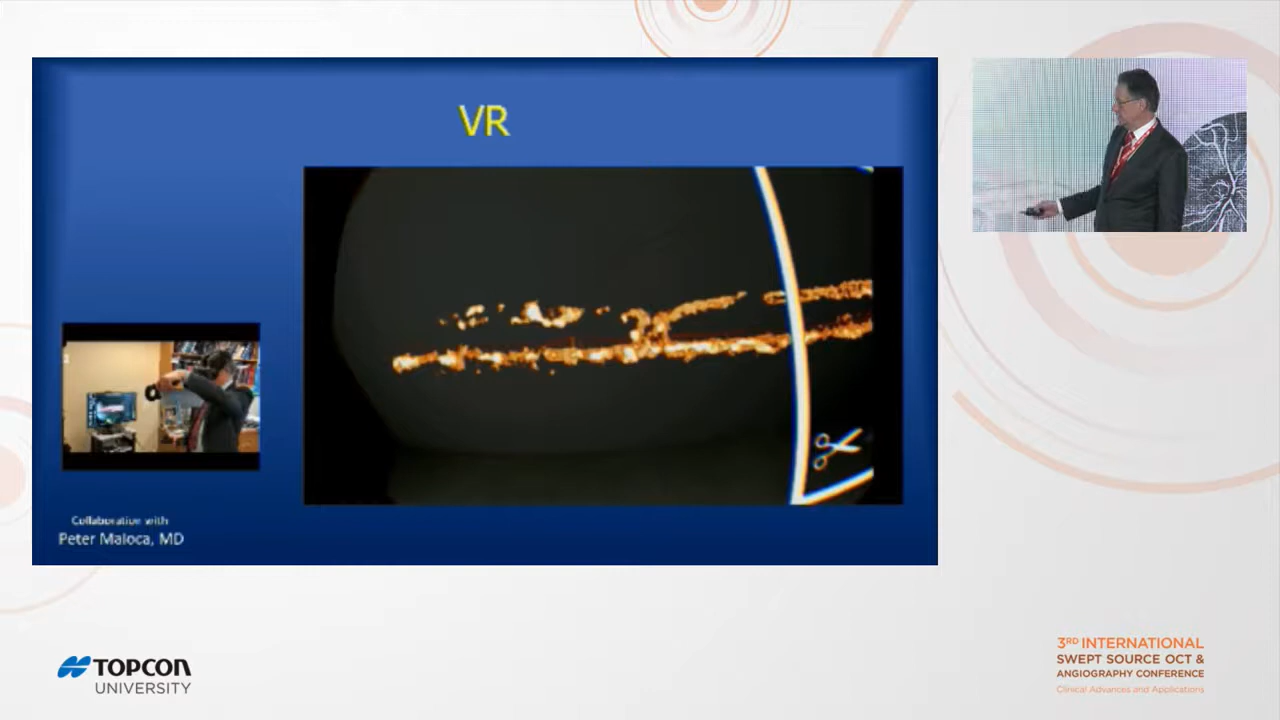 VR
Collaboration with
Peter Maloca, MD
TOPCON
UNIVERSITY
3RD INTERNATIONAL
SWEPT SOURCE OCT &
ANGIOGRAPHY CONFERENCE
Clinical Advances and Applications